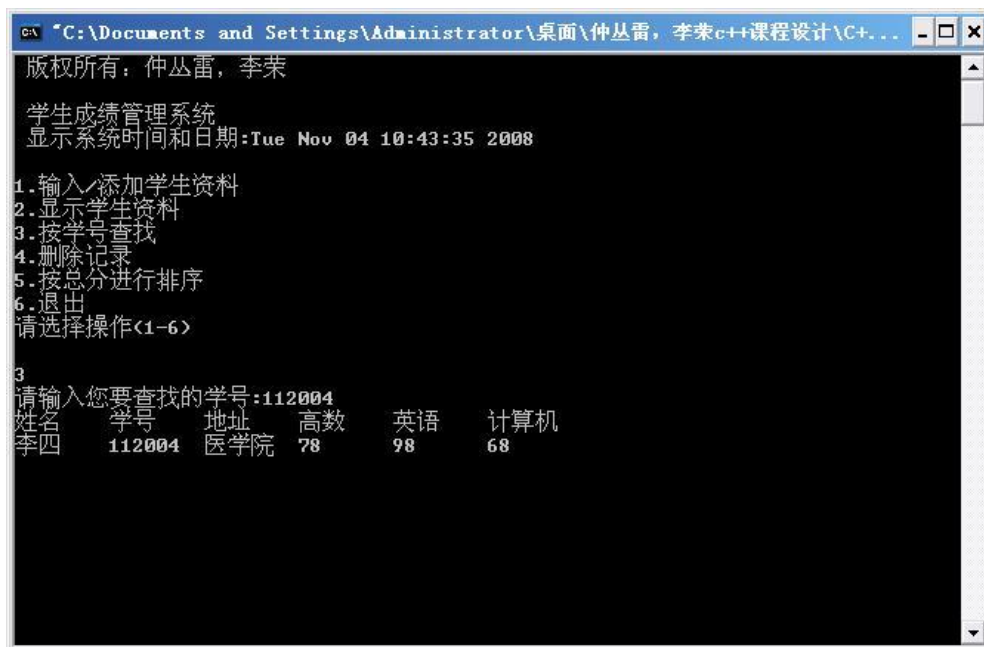 "C:\Documents and Settings\Administrator\桌面\仲丛雷，李荣c++课程设计\C+...
版权所有：仲丛雷，李荣
学生成绩管理系统
显示系统时间和日期:Tue Nov 04 10:43:35 2008
1.输入/添加学生资料
2.显示学生资料
3.按学号查找
4.删除记录
5.按总分进行排序
6.退出
请选择操作(1-6)
3
请输入您要查找的学号:112004
姓名 学号 地址 高数 英语 计算机
李四 112004 医学院 78 98 68